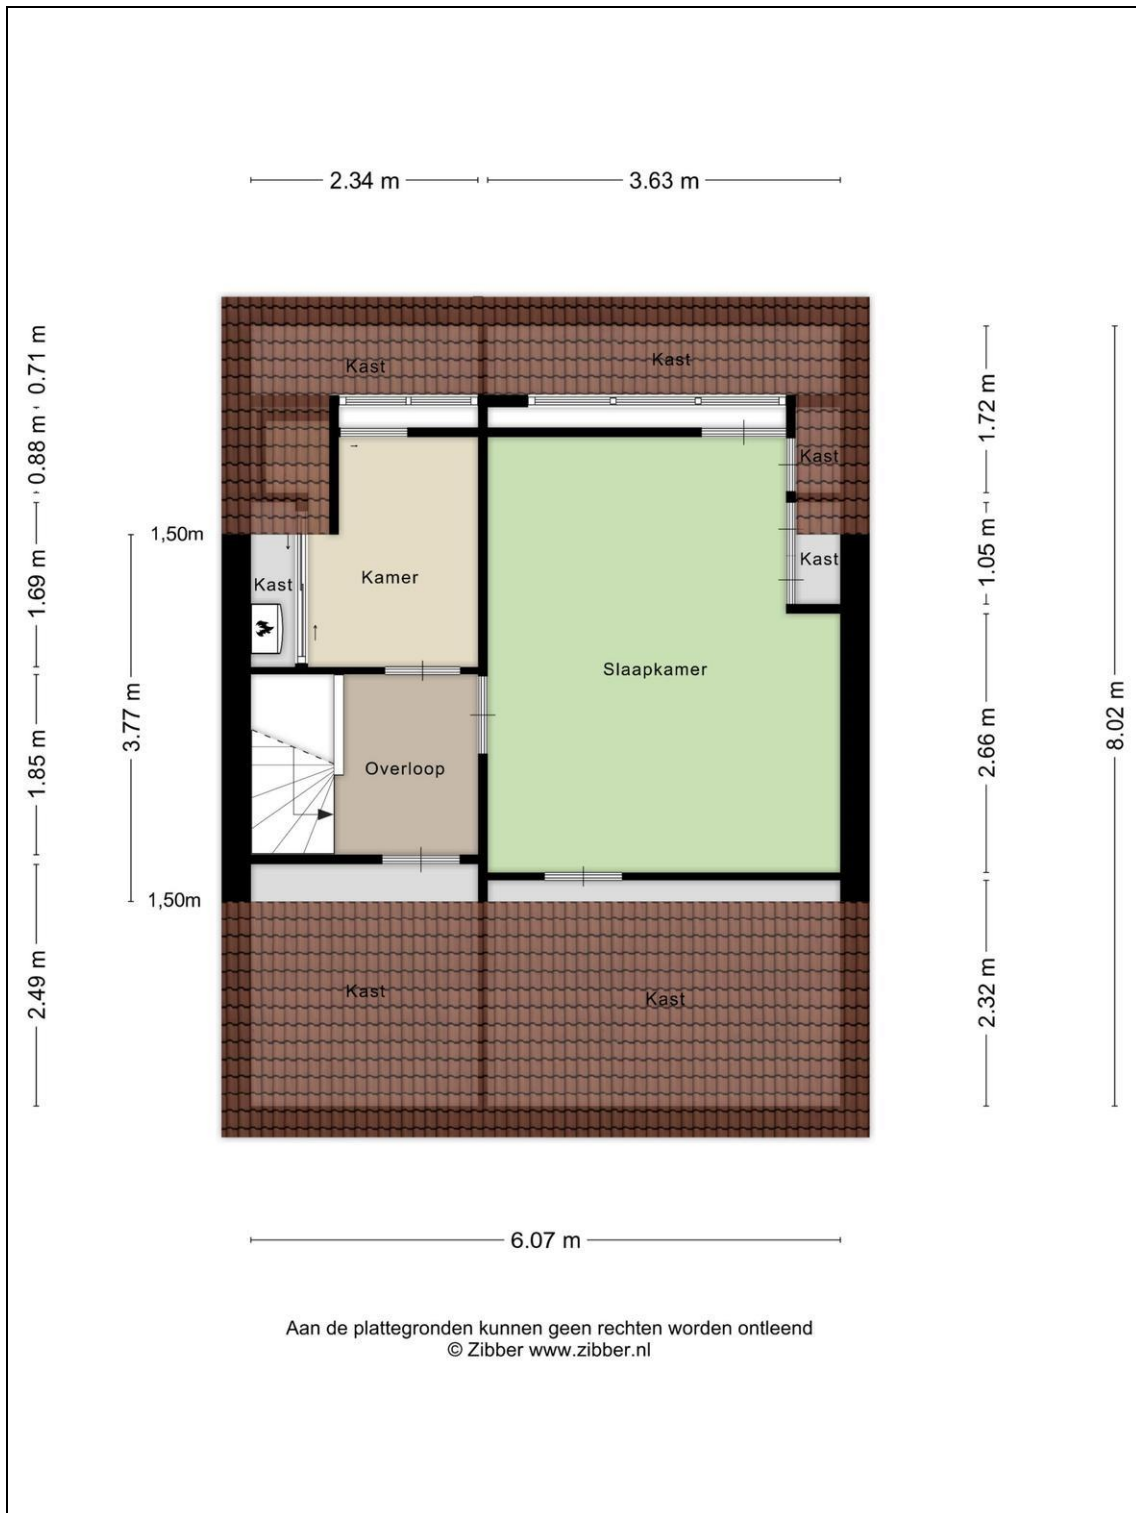 2.34 m
3.63 m
0.71 m
0.88 m
1.69 m
1.85 m
2.49 m
1,50m
3.77 m
1,50m
Kast
Kast
Kast
Kast
Kast
Kamer
Slaapkamer
Overloop
Kast
Kast
1.72 m
1.05 m
2.66 m
2.32 m
8.02 m
6.07 m
Aan de plattegronden kunnen geen rechten worden ontleend
© Zibber www.zibber.nl